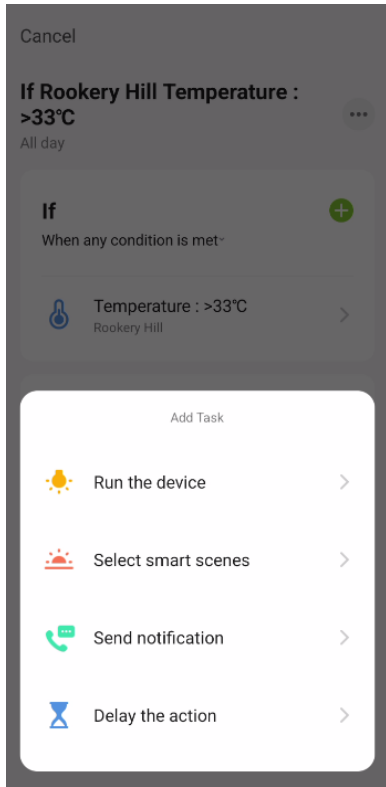 Cancel
If Rookery Hill Temperature :
>33°C
All day
If
When any condition is met
Temperature : >33°C
Rookery Hill
Add Task
Run the device
Select smart scenes
Send notification
Delay the action